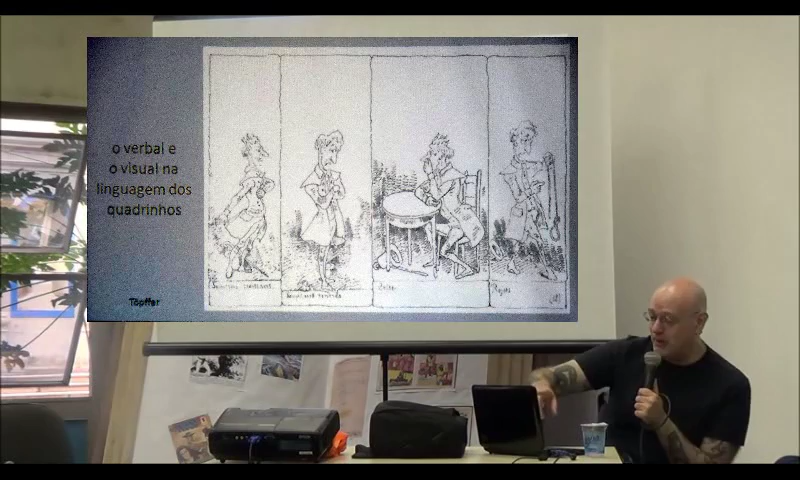 o verbal e
o visual na
linguagem dos
quadrinhos
Töpffer